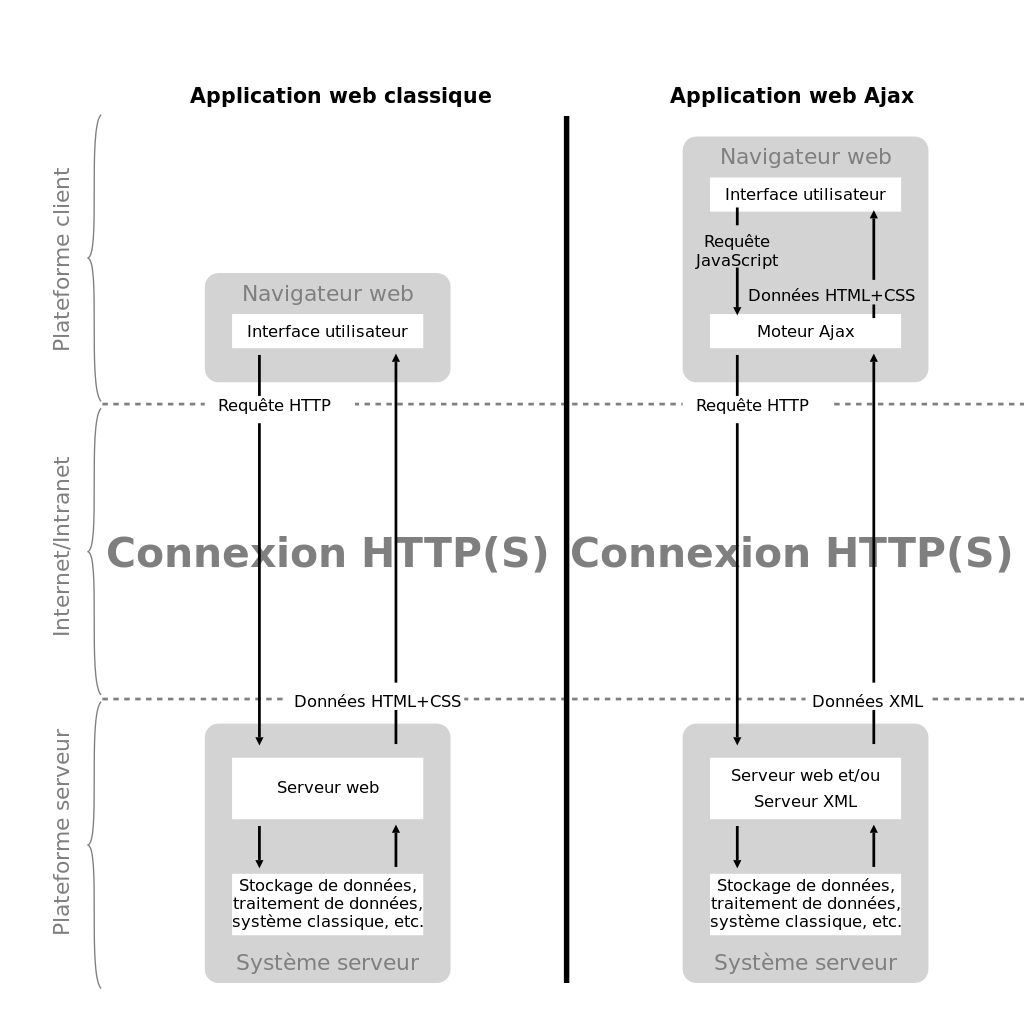 Application web classique
Application web Ajax
Plateforme client
Navigateur web
Interface utilisateur
Requête
JavaScript
Données HTML+CSS
Moteur Ajax
Navigateur web
Interface utilisateur
Requête HTTP
Requête HTTP
Internet/Intranet
Connexion HTTP(S)
Connexion HTTP(S)
Données HTML+CSS
Données XML
Plateforme serveur
Serveur web
Stockage de données,
traitement de données,
système classique, etc.
Système serveur
Serveur web et/ou
Serveur XML
Stockage de données,
traitement de données,
système classique, etc.
Système serveur